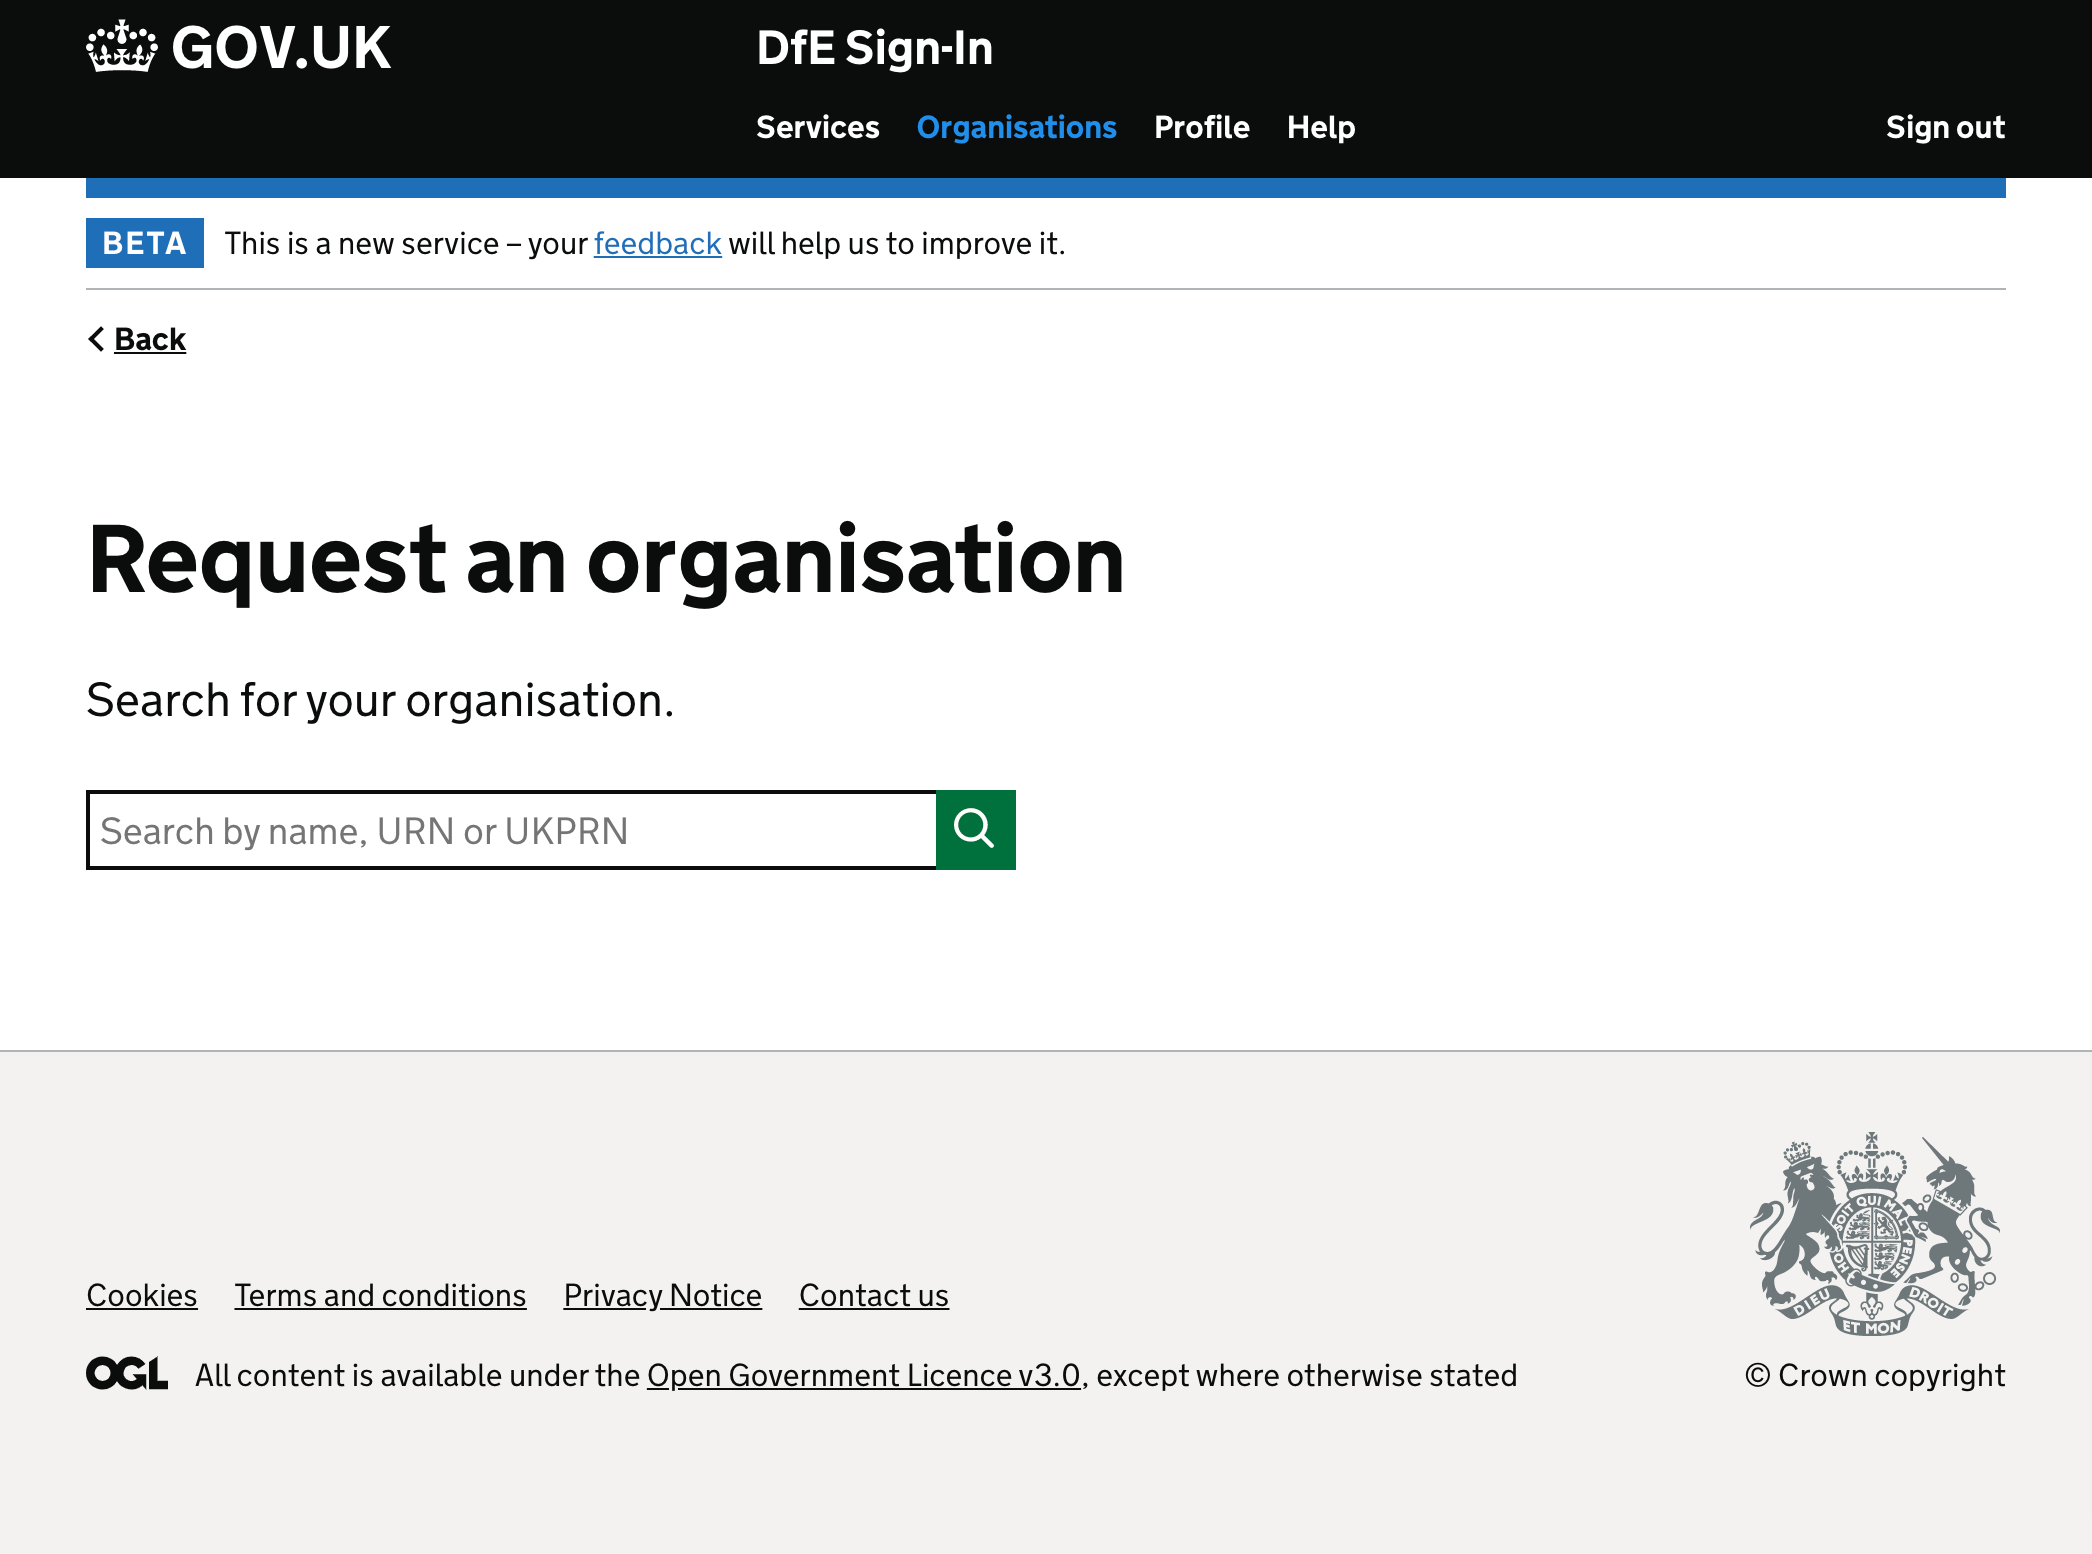 GOV.UK
DfE Sign-In
Services Organisations Profile Help Sign out
BETA This is a new service – your feedback will help us to improve it.
Back
Request an organisation
Search for your organisation.
Search by name, URN or UKPRN
SOIT QUI MAL
PENSE
HON
DIEU ET MON DROIT
Cookies Terms and conditions Privacy Notice Contact us
OGL All content is available under the Open Government Licence v3.0, except where otherwise stated
© Crown copyright